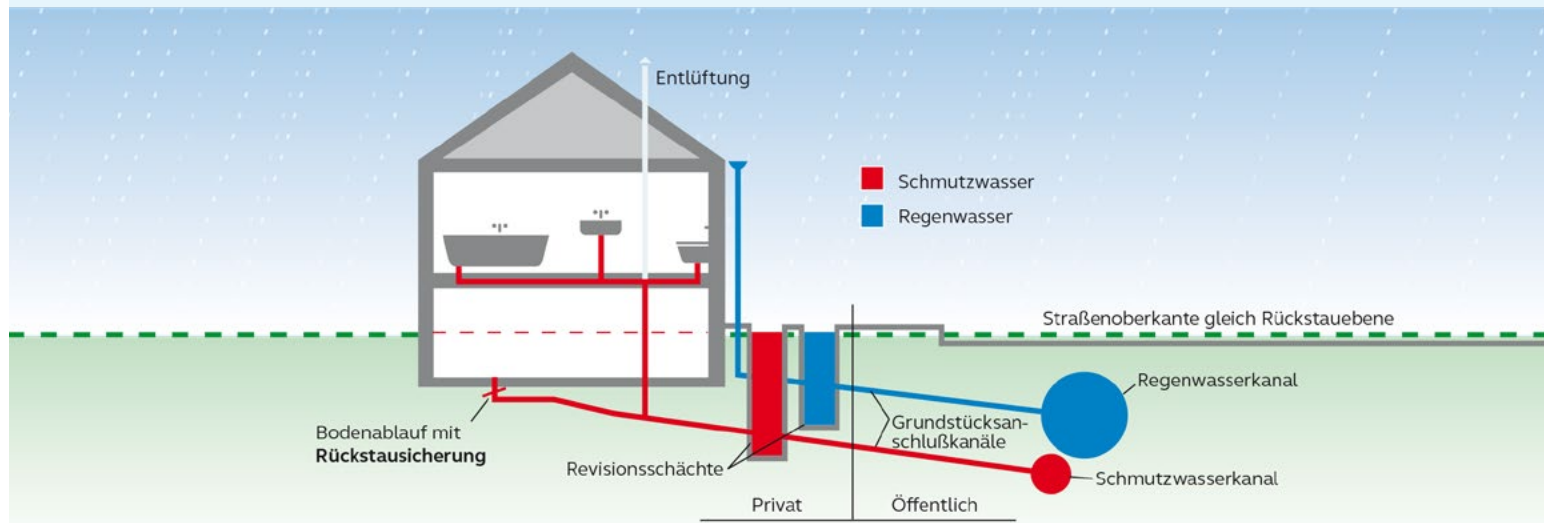 Entlüftung
Schmutzwasser
Regenwasser
Straßenoberkante gleich Rückstauebene
Regenwasserkanal
Grundstücksan-
schlußkanäle
Bodenablauf mit
Rückstausicherung
Revisionsschächte
Schmutzwasserkanal
Privat
Öffentlich